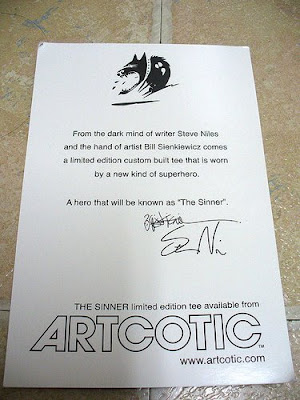 From the dark mind of writer Steve Niles
and the hand of artist Bill Sienkiewicz comes
a limited edition custom built tee that is worn
by a new kind of superhero.
A hero that will be known as "The Sinner".
THE SINNER limited edition tee available from
ARTCOTIC™
www.artcotic.com